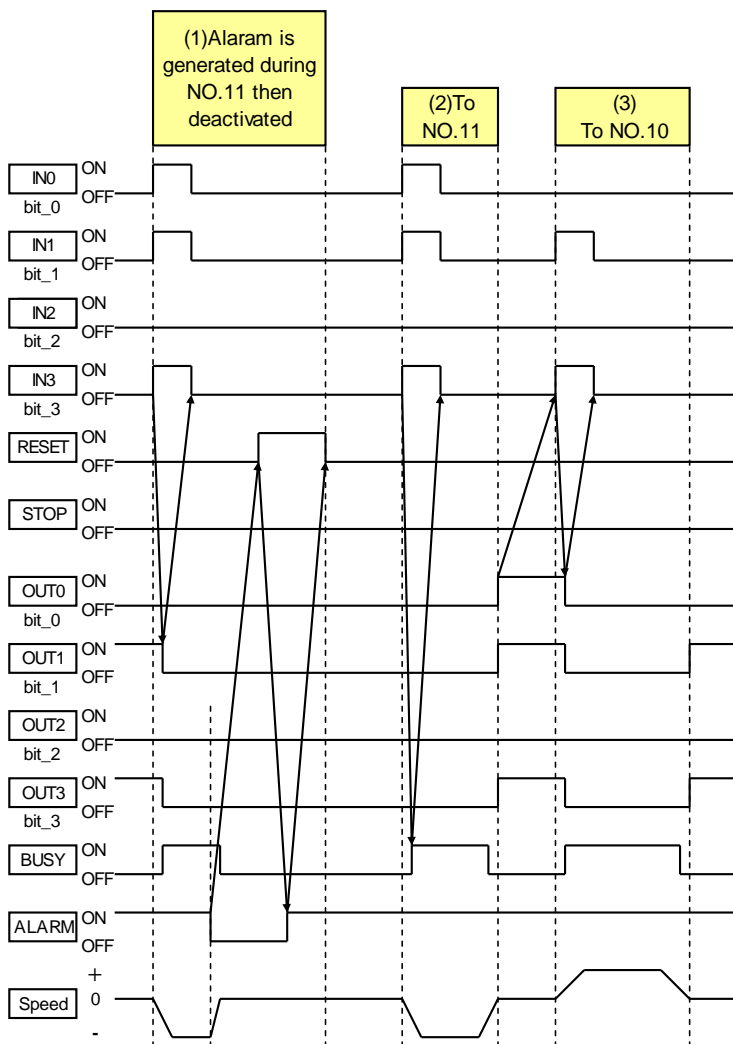 (1)Alaram is
generated during
NO.11 then
deactivated
(2)To
NO.11
(3)
To NO.10
IN0
ON
OFF
bit_0
IN1
ON
OFF
bit_1
IN2
ON
OFF
bit_2
IN3
ON
OFF
bit_3
RESET
ON
OFF
STOP
ON
OFF
OUT0
ON
OFF
bit_0
OUT1
ON
OFF
bit_1
OUT2
ON
OFF
bit_2
OUT3
ON
OFF
bit_3
BUSY
ON
OFF
ALARM
ON
OFF
Speed
+
0
-